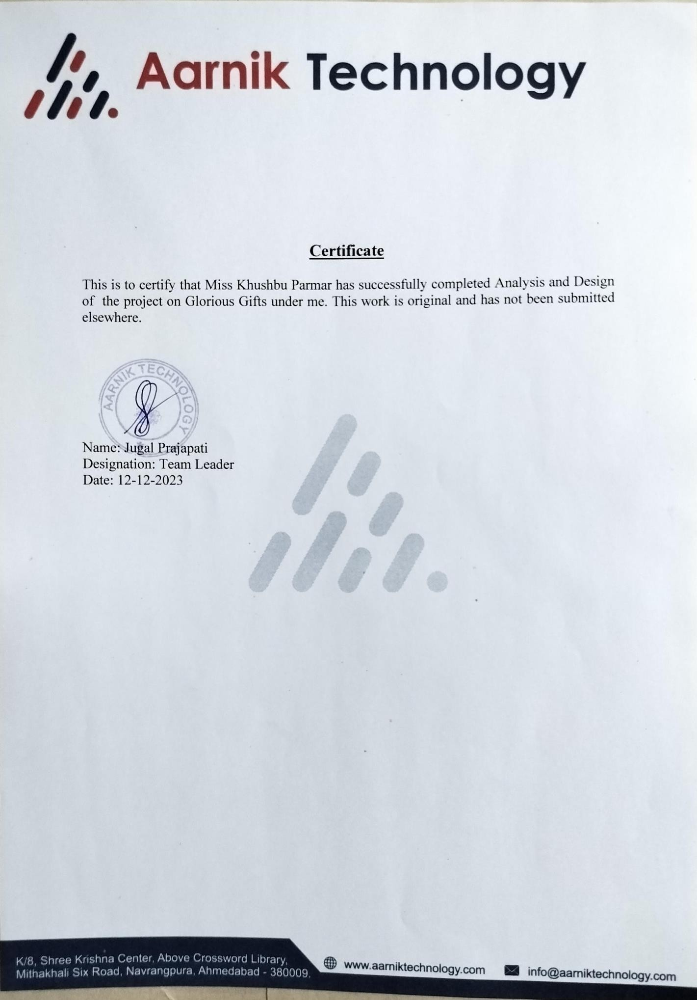 Aarnik Technology
Certificate
This is to certify that Miss Khushbu Parmar has successfully completed Analysis and Design
of the project on Glorious Gifts under me. This work is original and has not been submitted
elsewhere.
AARNIK TECHNOLOGY
Name: Jugal Prajapati
Designation: Team Leader
Date: 12-12-2023
K/8, Shree Krishna Center, Above Crossword Library,
Mithakhali Six Road, Navrangpura, Ahmedabad - 380009.
www.aarniktechnology.com
info@aarniktechnology.com